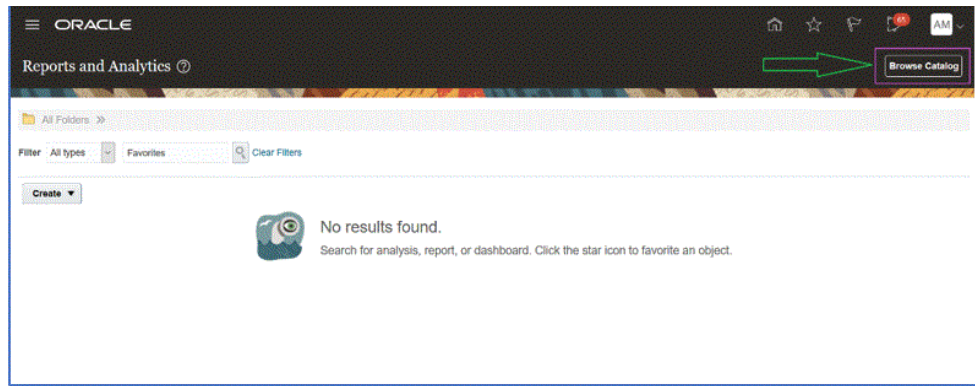 ORACLE
65
AM
Reports and Analytics ?
Browse Catalog
All Folders »
Filter All types Favorites Clear Filters
Create ▼
No results found.
Search for analysis, report, or dashboard. Click the star icon to favorite an object.